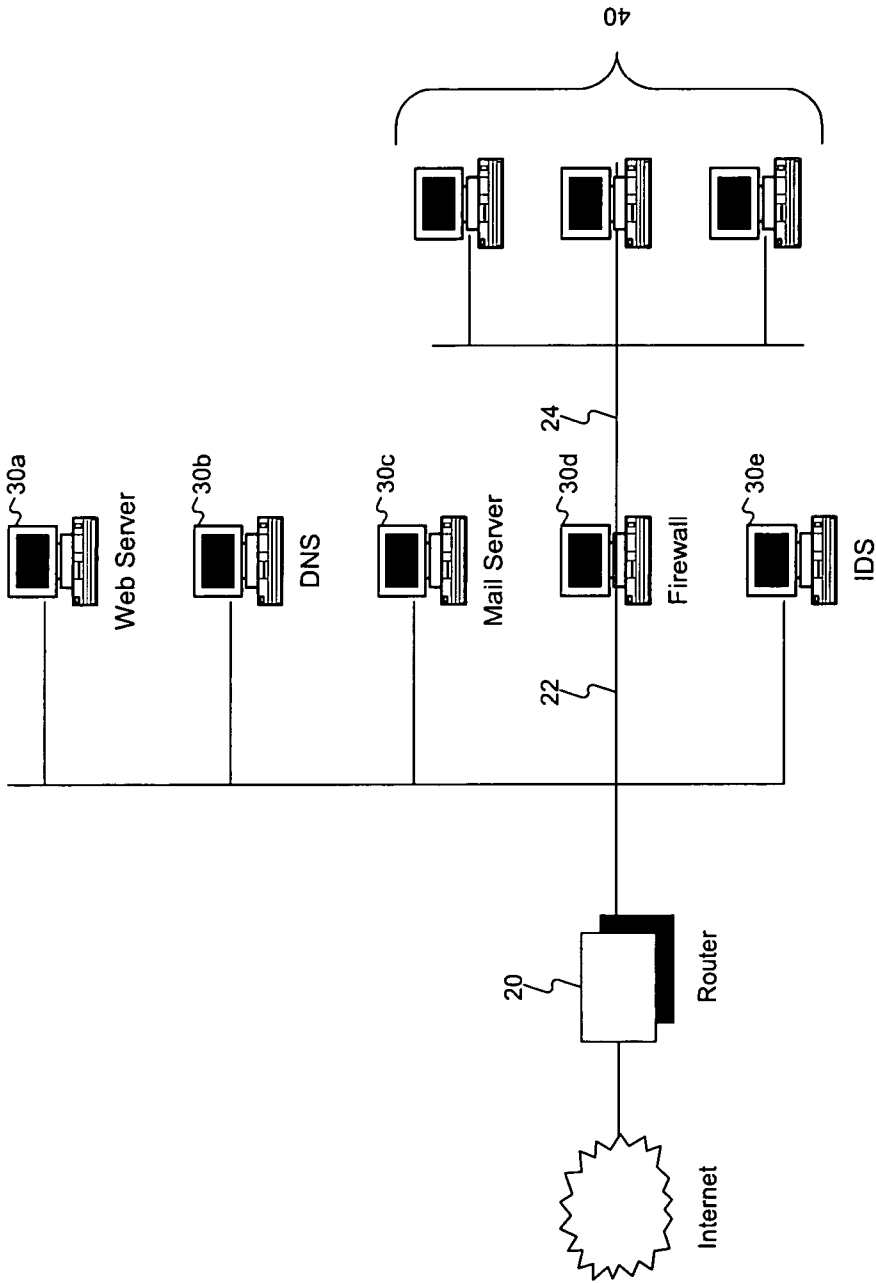 30a
Web Server
30b
DNS
30c
Mail Server
30d
Firewall
30e
IDS
22
24
40
20
Router
Internet